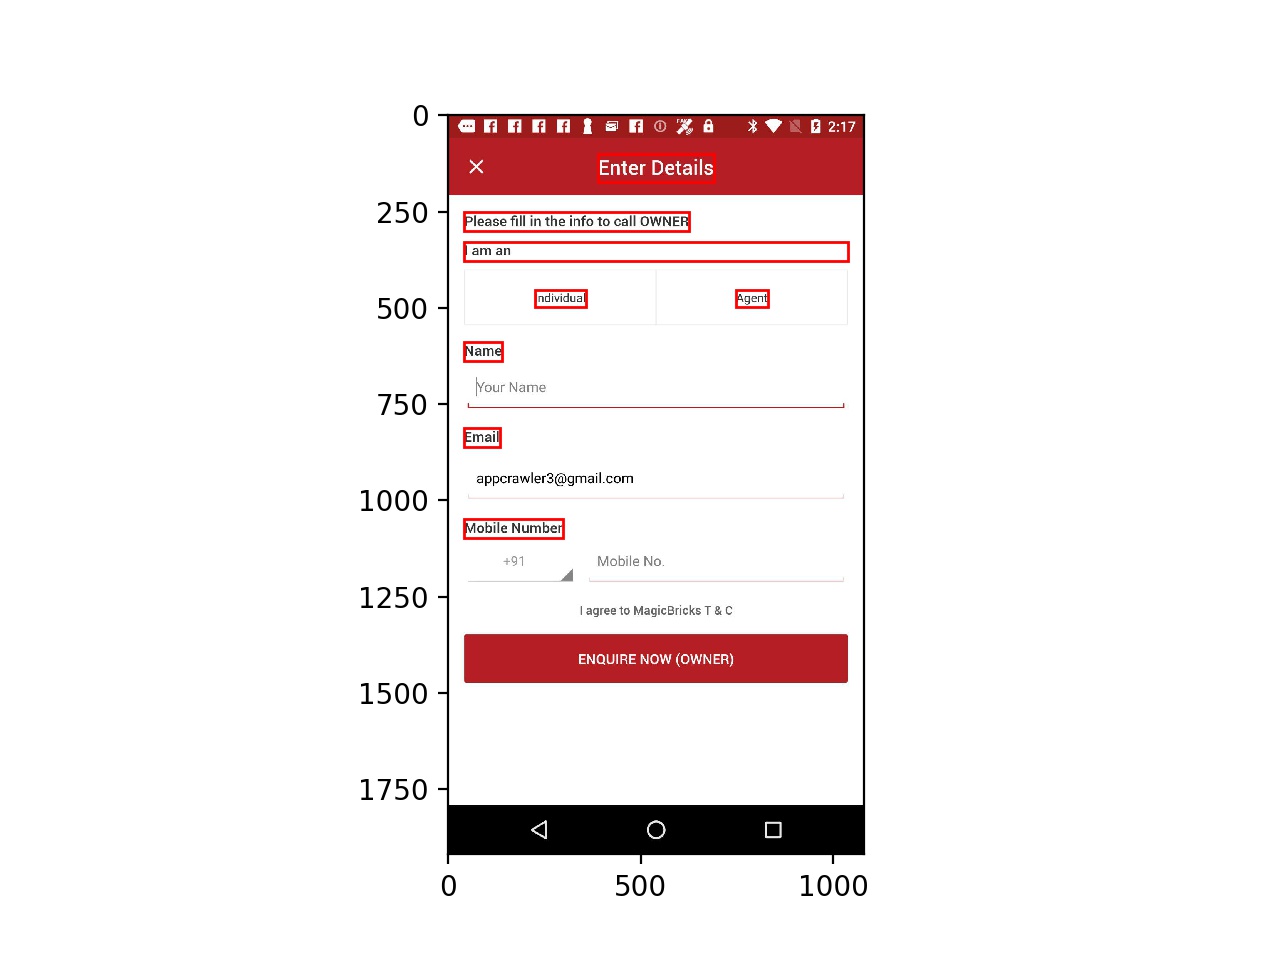 0
250
500
750
1000
1250
1500
1750
0
500
1000
FAKE
2:17
Enter Details
Please fill in the info to call OWNER
I am an
Individual
Agent
Name
Your Name
Email
appcrawler3@gmail.com
Mobile Number
+91
Mobile No.
I agree to MagicBricks T & C
ENQUIRE NOW (OWNER)